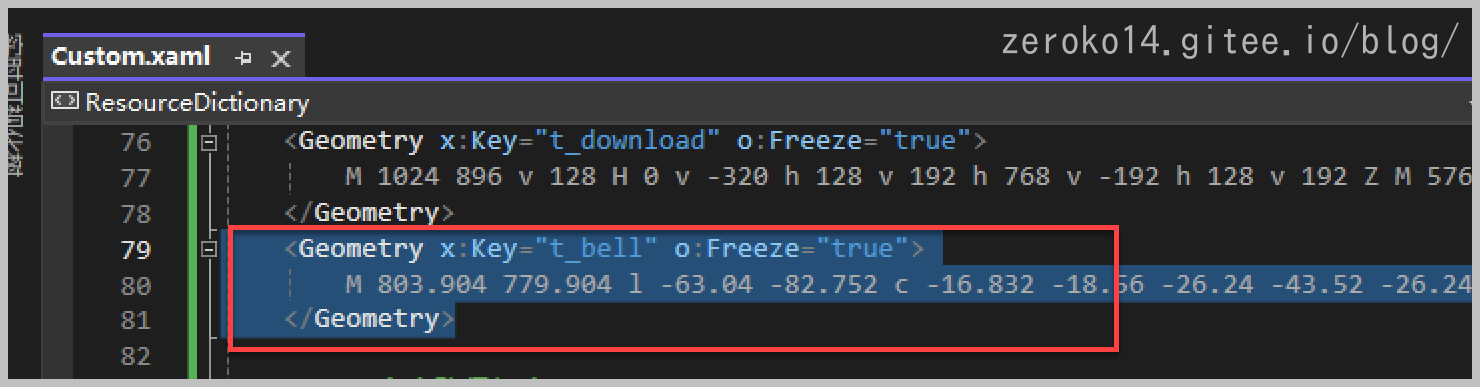 zeroko14.gitee.io/blog/
Custom.xaml
ResourceDictionary
76 <Geometry x:Key="t_download" o:Freeze="true">
77 M 1024 896 v 128 H 0 v -320 h 128 v 192 h 768 v -192 h 128 v 192 Z M 576
78 </Geometry>
79 <Geometry x:Key="t_bell" o:Freeze="true">
80 M 803.904 779.904 l -63.04 -82.752 c -16.832 -18.56 -26.24 -43.52 -26.24
81 </Geometry>
82